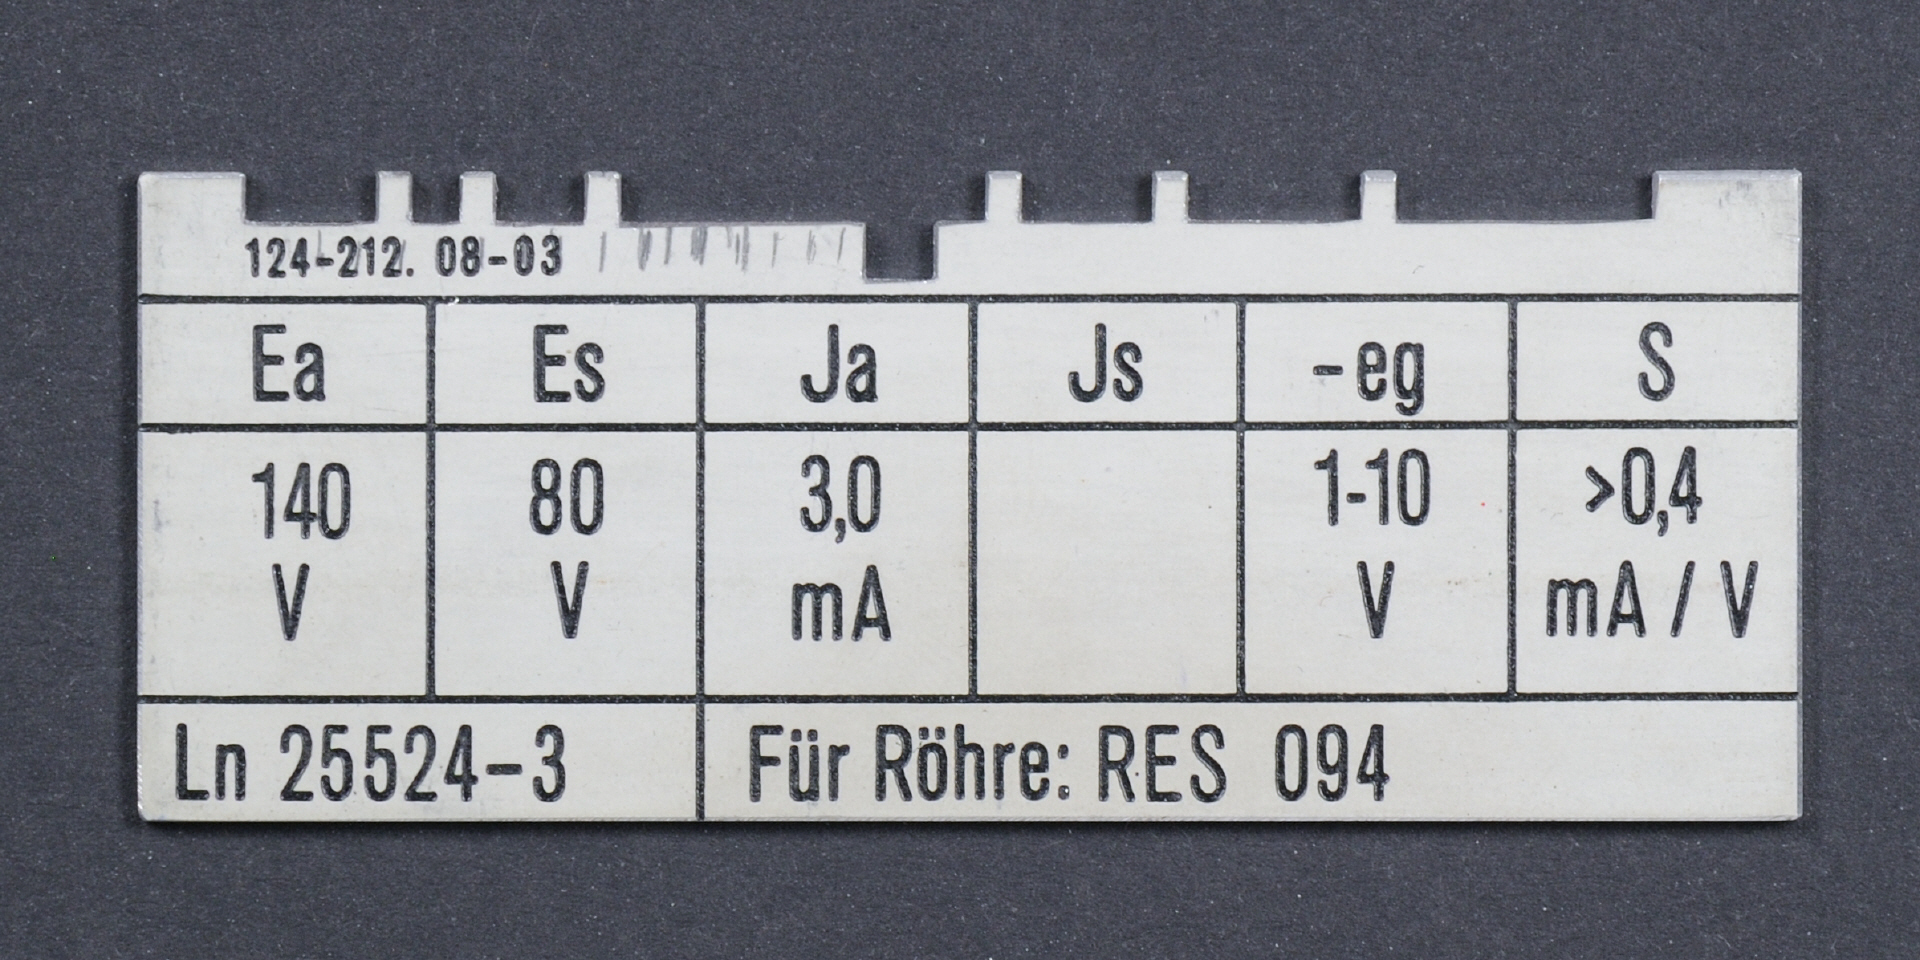 124-212. 08-03
Ea Es Ja Js -eg S
140 80 3,0 1-10 >0,4
V V mA V mA / V
Ln 25524-3 Für Röhre: RES 094